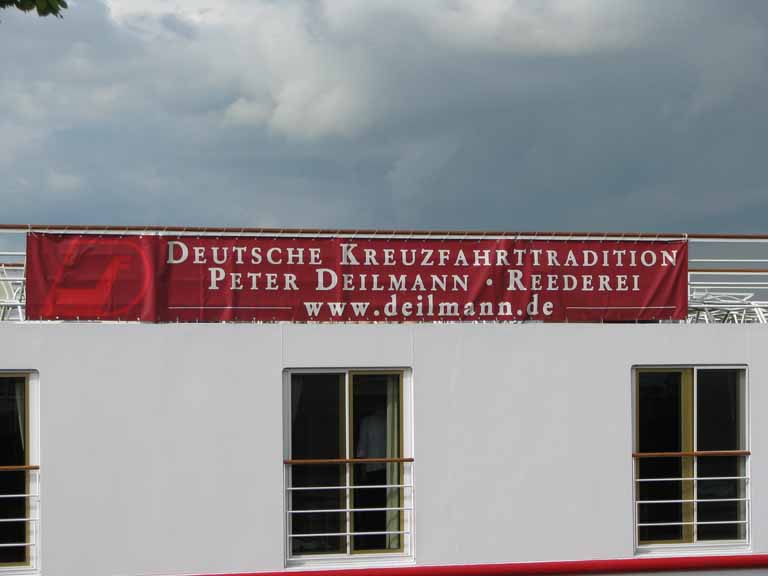 Deutsche Kreuzfahrttradition
Peter Deilmann · Reederei
www.deilmann.de